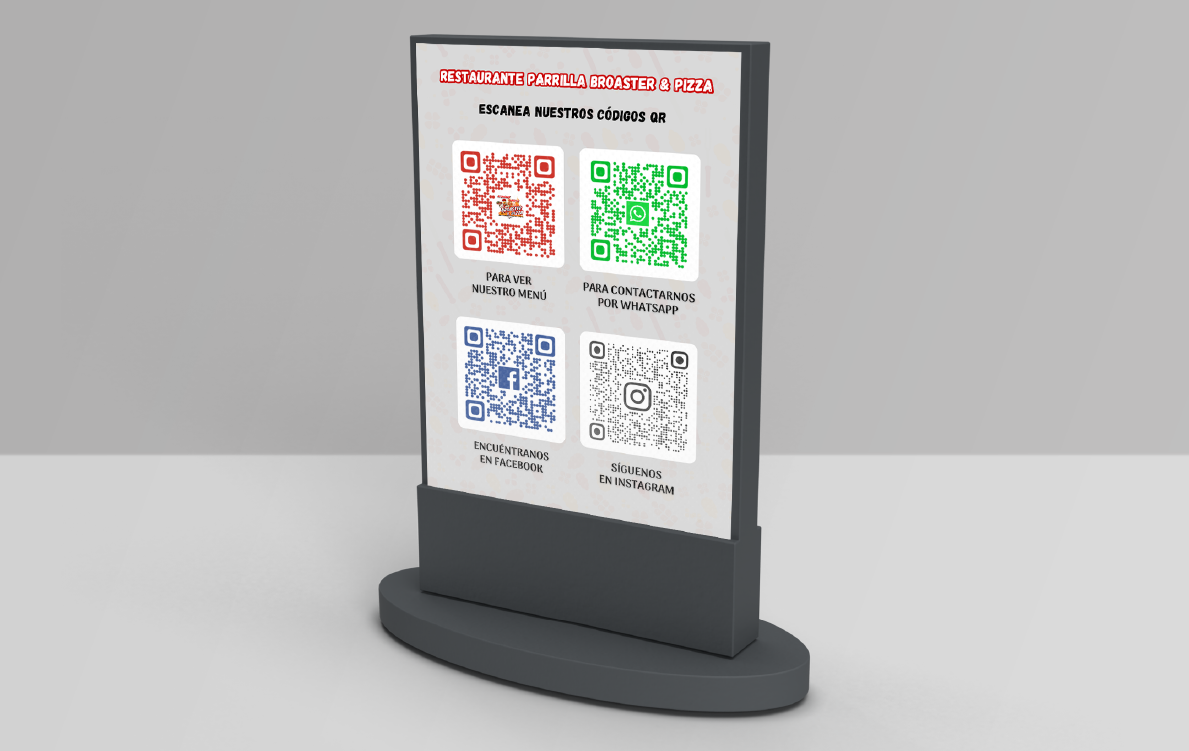 RESTAURANTE PARRILLA BROASTER & PIZZA
ESCANEA NUESTROS CÓDIGOS QR
PARA VER
NUESTRO MENÚ
PARA CONTACTARNOS
POR WHATSAPP
ENCUÉNTRANOS
EN FACEBOOK
SÍGUENOS
EN INSTAGRAM